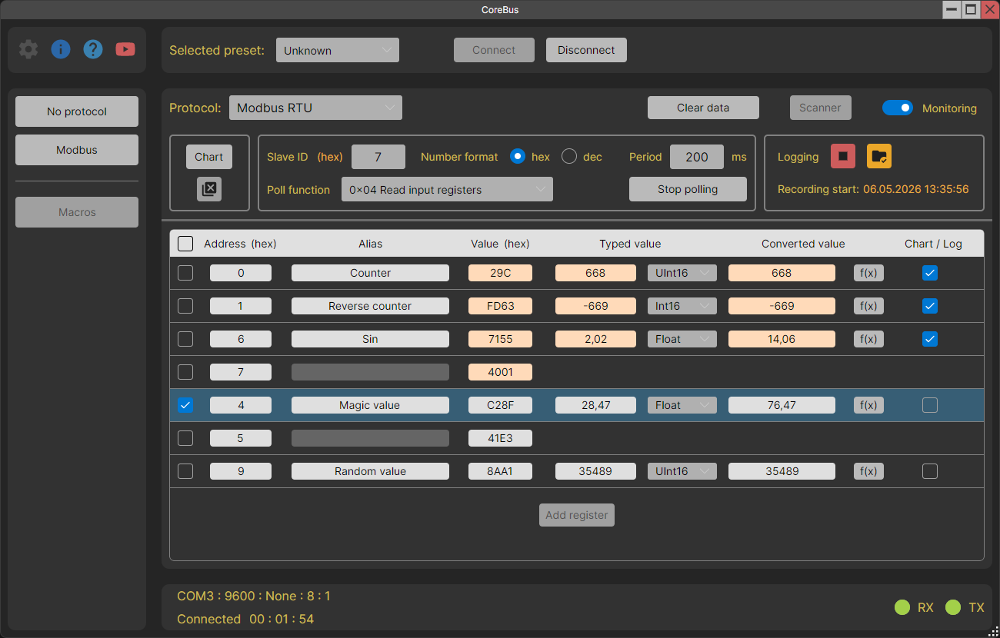 CoreBus
Selected preset: Unknown Connect Disconnect
No protocol
Modbus
Macros
Protocol: Modbus RTU Clear data Scanner Monitoring
Chart Slave ID (hex) 7 Number format hex dec Period 200 ms Logging
Poll function 0×04 Read input registers Stop polling Recording start: 06.05.2026 13:35:56
Address (hex) Alias Value (hex) Typed value Converted value Chart / Log
0 Counter 29C 668 UInt16 668 f(x)
1 Reverse counter FD63 -669 Int16 -669 f(x)
6 Sin 7155 2,02 Float 14,06 f(x)
7 4001
4 Magic value C28F 28,47 Float 76,47 f(x)
5 41E3
9 Random value 8AA1 35489 UInt16 35489 f(x)
Add register
COM3 : 9600 : None : 8 : 1
Connected 00 : 01 : 54
RX TX